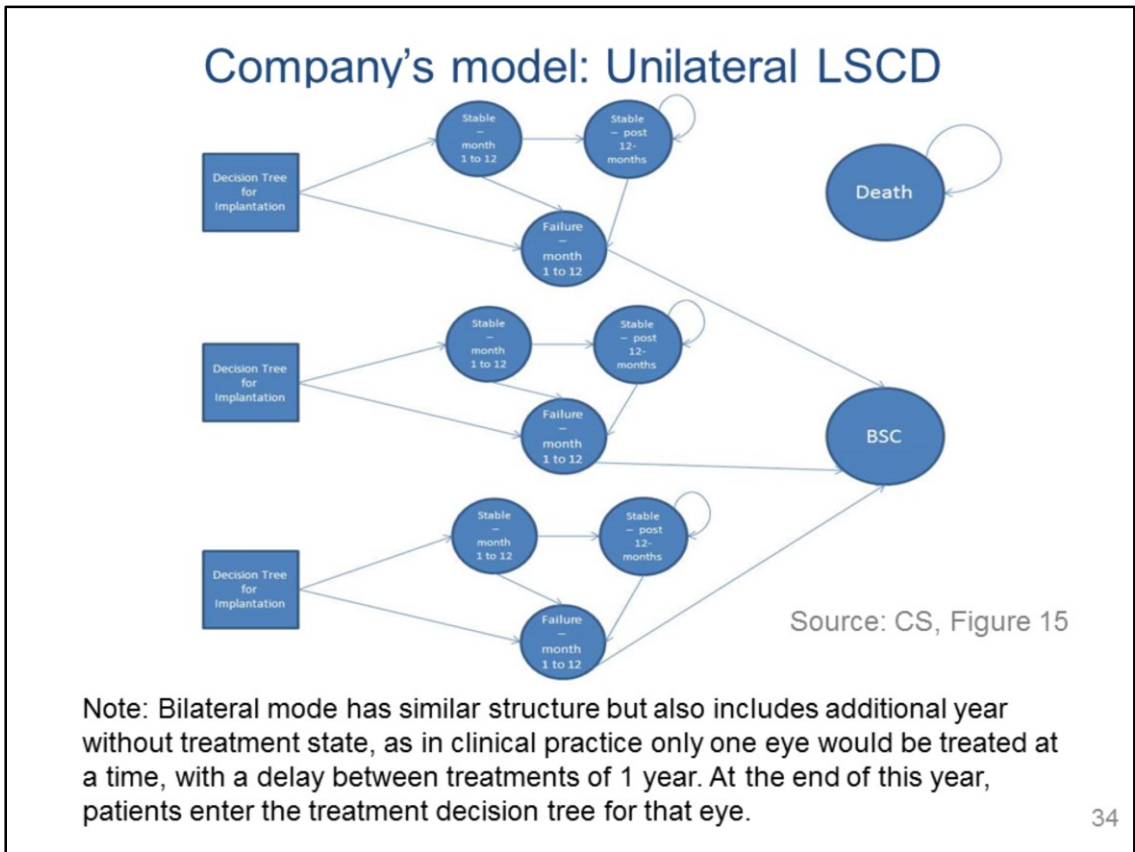 Company's model: Unilateral LSCD
Decision Tree
for
Implantation
Stable
–
month
1 to 12
Stable
– post
12-
months
Failure
–
month
1 to 12
Death
Decision Tree
for
Implantation
Stable
–
month
1 to 12
Stable
– post
12-
months
Failure
–
month
1 to 12
BSC
Decision Tree
for
Implantation
Stable
–
month
1 to 12
Stable
– post
12-
months
Failure
–
month
1 to 12
Source: CS, Figure 15
Note: Bilateral mode has similar structure but also includes additional year
without treatment state, as in clinical practice only one eye would be treated at
a time, with a delay between treatments of 1 year. At the end of this year,
patients enter the treatment decision tree for that eye.
34